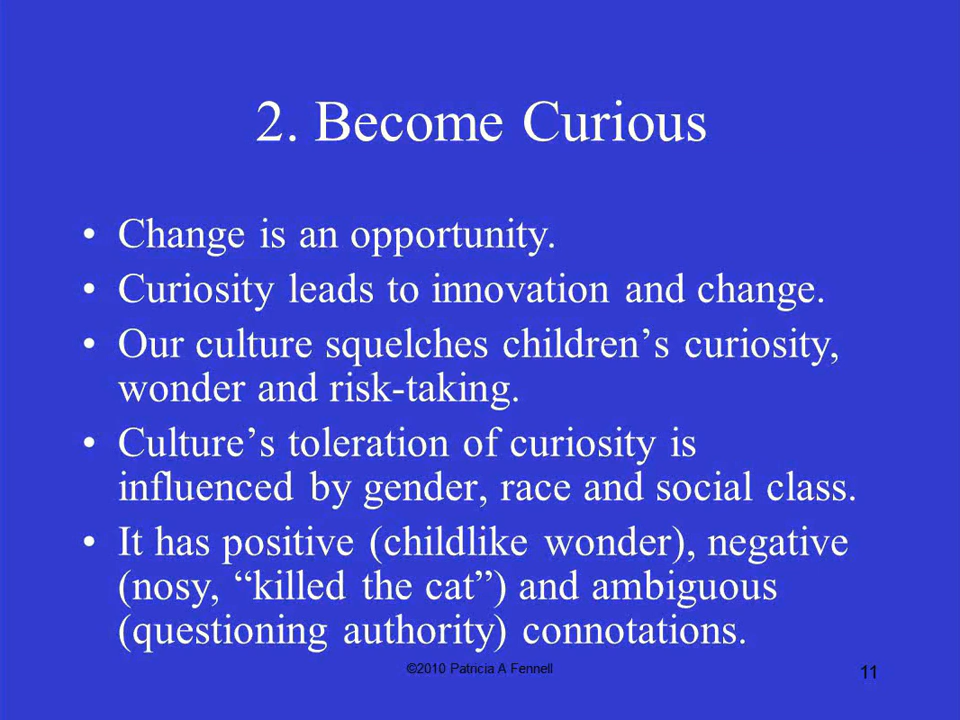 2. Become Curious
• Change is an opportunity.
• Curiosity leads to innovation and change.
• Our culture squelches children’s curiosity,
wonder and risk-taking.
• Culture’s toleration of curiosity is
influenced by gender, race and social class.
• It has positive (childlike wonder), negative
(nosy, “killed the cat”) and ambiguous
(questioning authority) connotations.
©2010 Patricia A Fennell
11